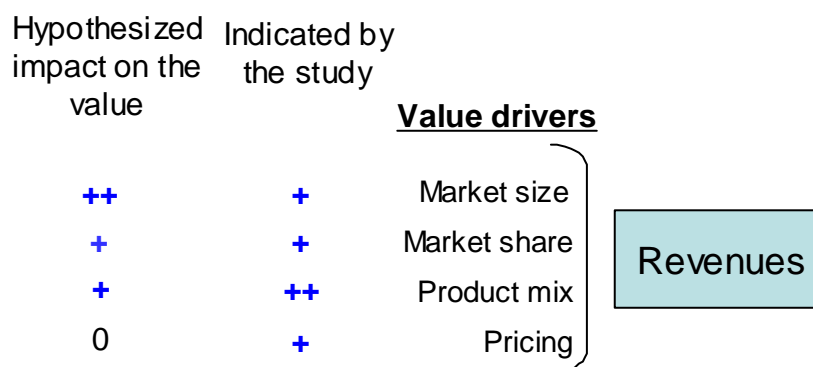 Hypothesized
impact on the
value
Indicated by
the study
Value drivers
++ + Market size
+ + Market share
+ ++ Product mix
0 + Pricing
Revenues